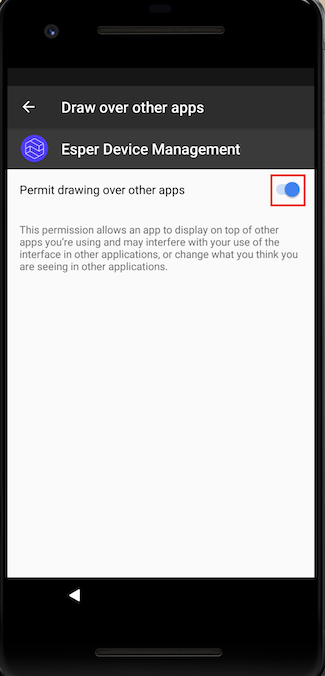 Draw over other apps
Esper Device Management
Permit drawing over other apps
This permission allows an app to display on top of other
apps you're using and may interfere with your use of the
interface in other applications, or change what you think you
are seeing in other applications.